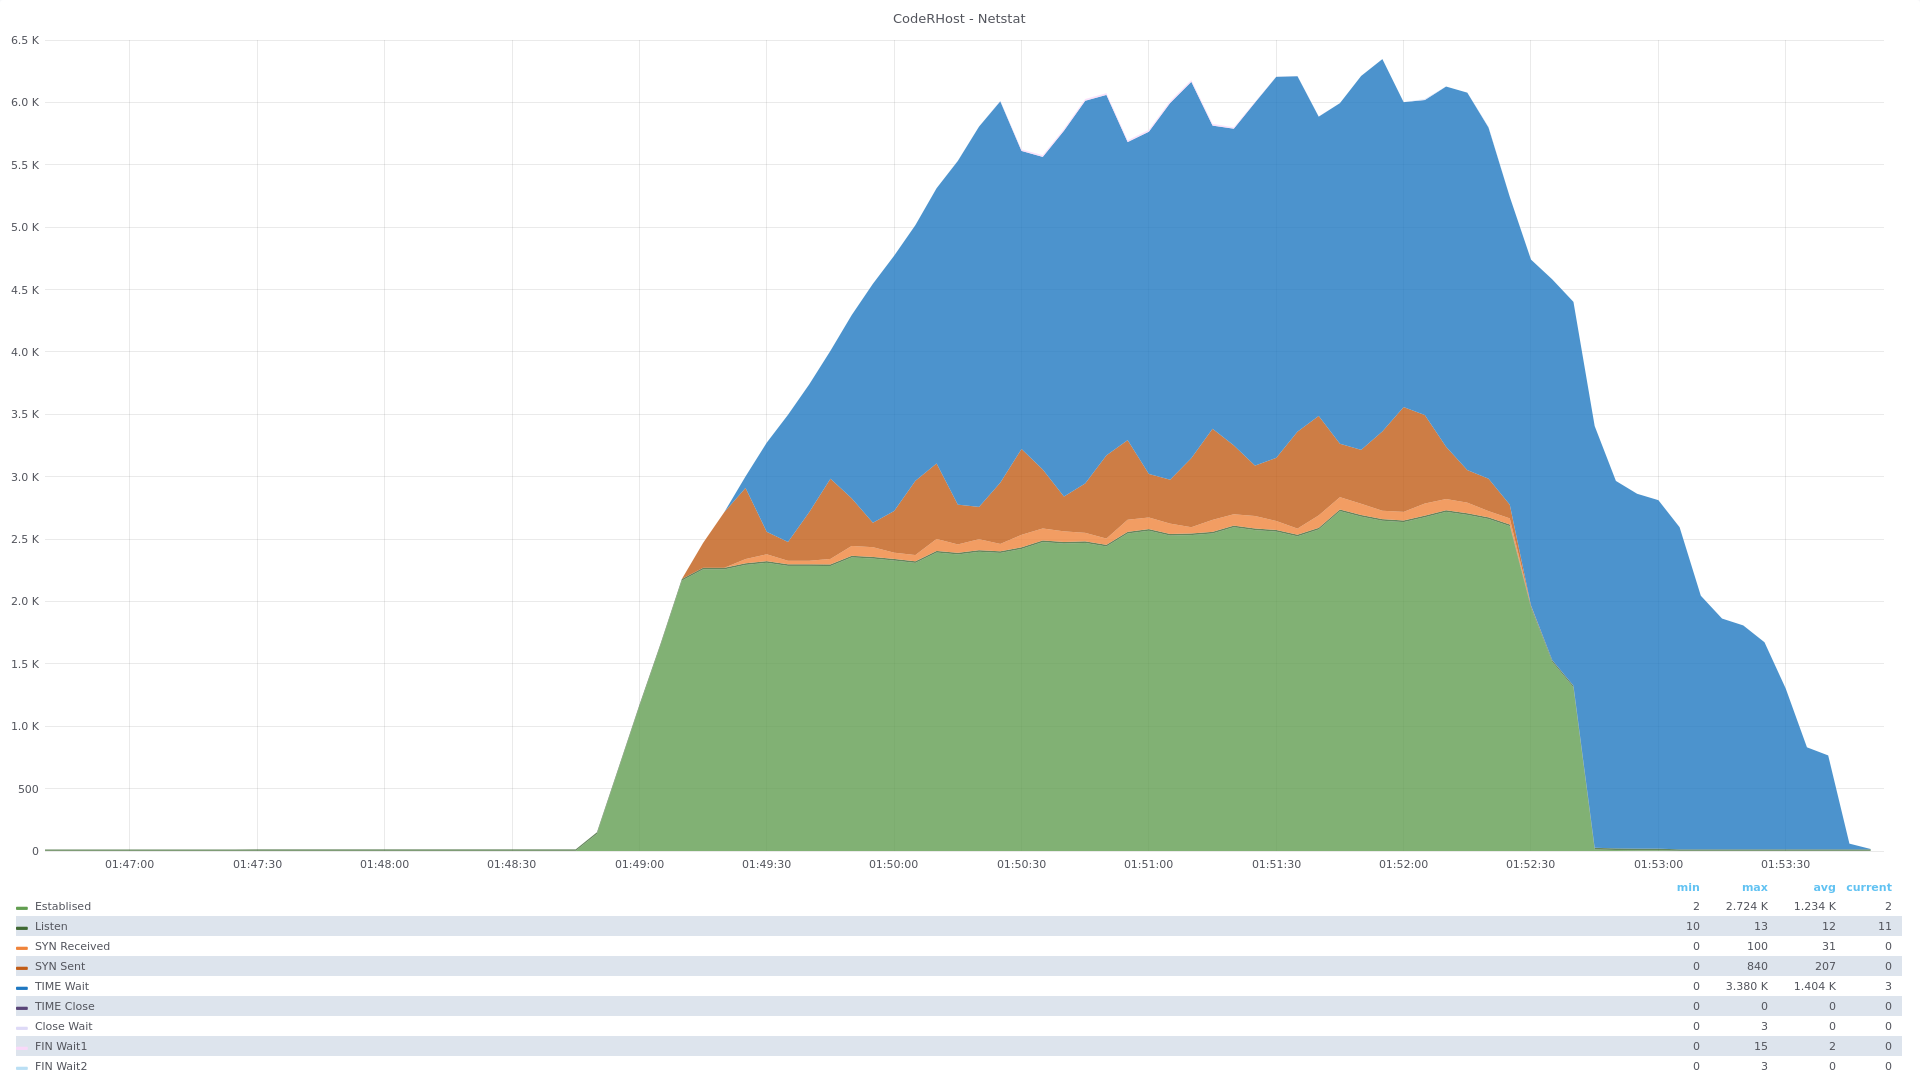 CodeRHost - Netstat
6.5 K
6.0 K
5.5 K
5.0 K
4.5 K
4.0 K
3.5 K
3.0 K
2.5 K
2.0 K
1.5 K
1.0 K
500
0
01:47:00 01:47:30 01:48:00 01:48:30 01:49:00 01:49:30 01:50:00 01:50:30 01:51:00 01:51:30 01:52:00 01:52:30 01:53:00 01:53:30
min max avg current
Establised 2 2.724 K 1.234 K 2
Listen 10 13 12 11
SYN Received 0 100 31 0
SYN Sent 0 840 207 0
TIME Wait 0 3.380 K 1.404 K 3
TIME Close 0 0 0 0
Close Wait 0 3 0 0
FIN Wait1 0 15 2 0
FIN Wait2 0 3 0 0